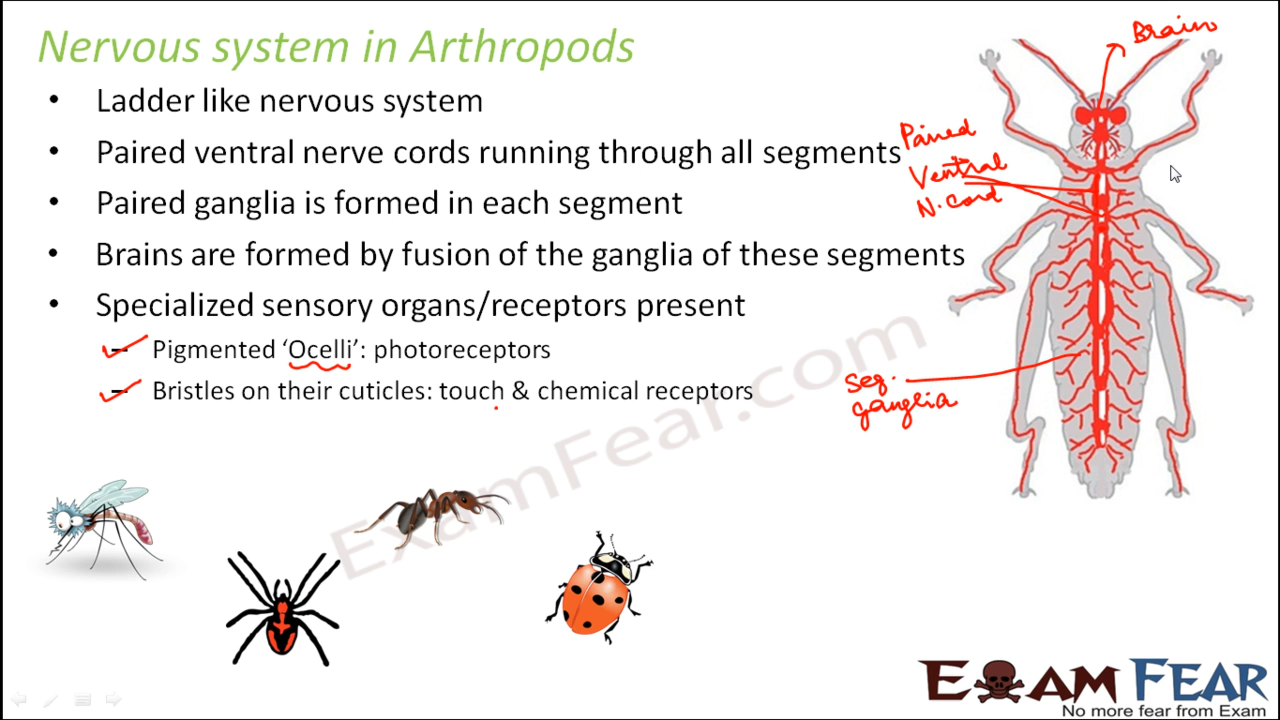 Nervous system in Arthropods
• Ladder like nervous system
• Paired ventral nerve cords running through all segments
• Paired ganglia is formed in each segment
• Brains are formed by fusion of the ganglia of these segments
• Specialized sensory organs/receptors present
– Pigmented ‘Ocelli’: photoreceptors
– Bristles on their cuticles: touch & chemical receptors
Brain
Paired
Ventral
N. Cord
Seg.
ganglia
ExamFear.com
EXAM FEAR
No more fear from Exam